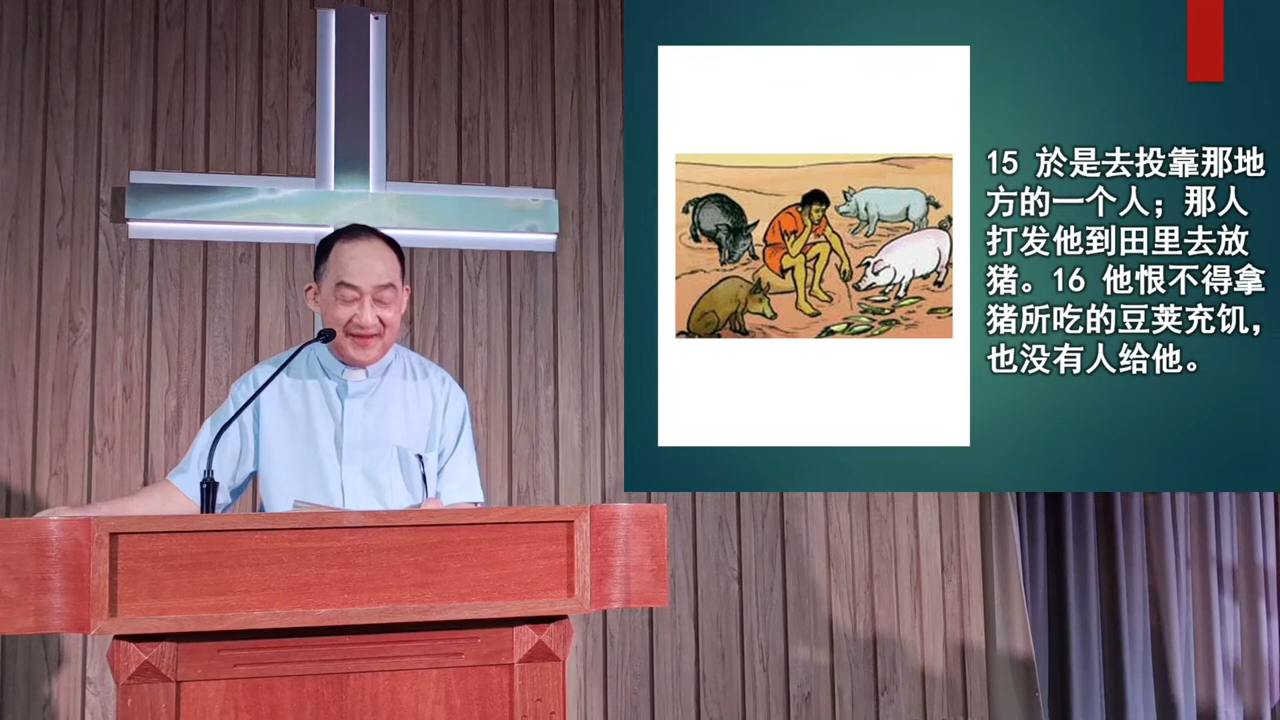 15 於是去投靠那地
方的一个人；那人
打发他到田里去放
猪。16 他恨不得拿
猪所吃的豆荚充饥，
也没有人给他。